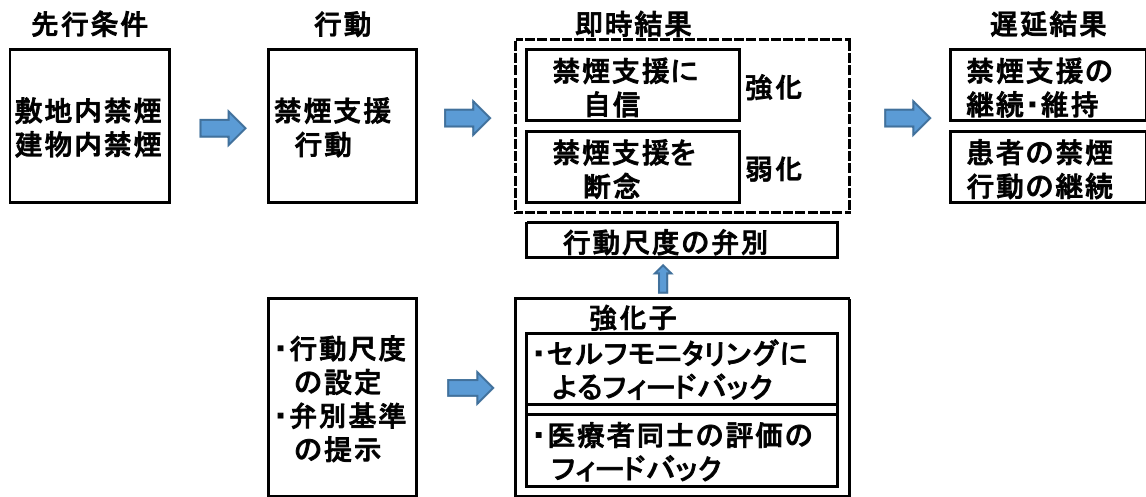 先行条件
行動
即時結果
遅延結果
敷地内禁煙
建物内禁煙
禁煙支援
行動
禁煙支援に
自信
強化
禁煙支援を
断念
弱化
禁煙支援の
継続・維持
患者の禁煙
行動の継続
行動尺度の弁別
・行動尺度
の設定
・弁別基準
の提示
強化子
・セルフモニタリングに
よるフィードバック
・医療者同士の評価の
フィードバック